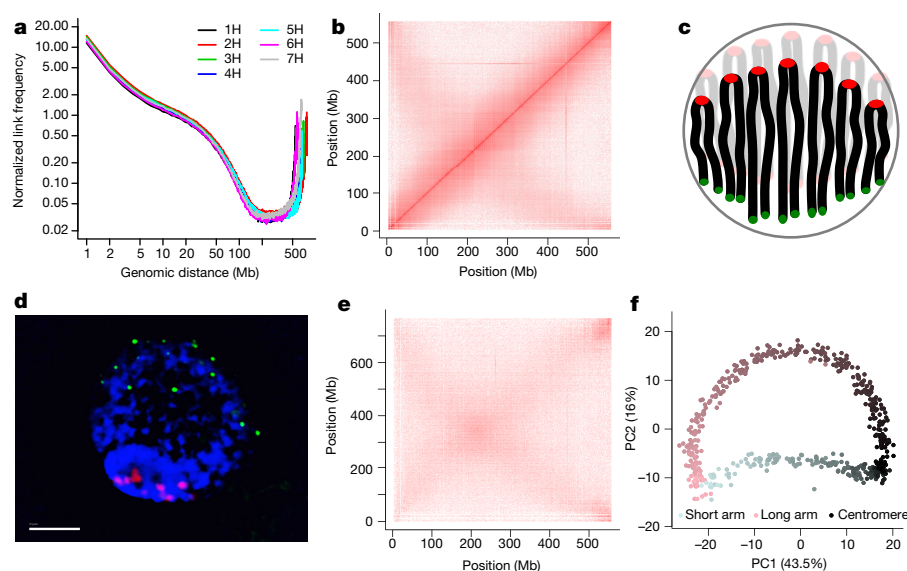 a
Normalized link frequency
20.00
10.00
5.00
2.00
1.00
0.50
0.20
0.10
0.05
0.02
1 2 5 10 20 50 100 500
Genomic distance (Mb)
1H
2H
3H
4H
5H
6H
7H
b
Position (Mb)
500
400
300
200
100
0
0 100 200 300 400 500
Position (Mb)
c
d
e
Position (Mb)
600
400
200
0
0 100 200 300 400 500
Position (Mb)
f
PC2 (16%)
20
10
0
−10
−20
Short arm Long arm Centromere
−20 −10 0 10 20
PC1 (43.5%)